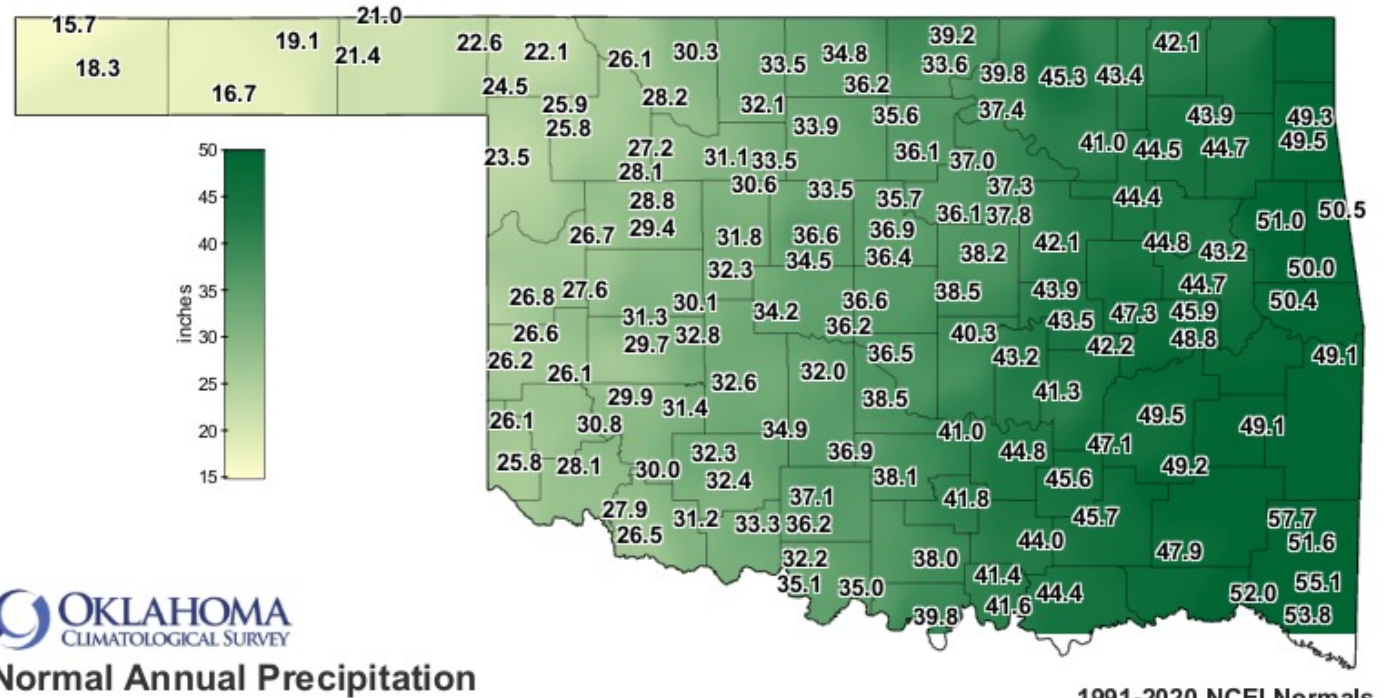 21.0
15.7
39.2
19.1 22.6 42.1
22.1 30.3 34.8
21.4 26.1
18.3 33.5 33.6 39.8 45.3 43.4
24.5 36.2
16.7 28.2
25.9 32.1 37.4
35.6 43.9 49.3
25.8 33.9
27.2 41.0 44.5 44.7 49.5
50
23.5 31.1 33.5 36.1 37.0
28.1
30.6 33.5 37.3
45 28.8 35.7 44.4
36.1 37.8 51.0 50.5
26.7 29.4 31.8 36.6 36.9
40 42.1 44.8 43.2
34.5 36.4 38.2
32.3 50.0
35 26.8 27.6 38.5 43.9 44.7
30.1 36.6 50.4
inches
31.3 34.2 43.5 47.3 45.9
30 26.6 32.8 36.2 40.3
29.7 42.2 48.8
26.2 36.5 43.2 49.1
26.1 32.0
25 32.6
29.9 38.5 41.3
31.4
26.1 30.8 49.5
20 34.9 41.0 49.1
32.3 36.9 44.8 47.1
25.8 28.1 30.0 49.2
15 32.4 38.1 45.6
37.1 41.8
27.9 31.2 33.3 36.2 45.7 57.7
26.5 44.0 51.6
32.2 38.0 47.9
35.1 35.0 41.4 55.1
44.4 52.0
39.8 41.6 53.8
OKLAHOMA
CLIMATOLOGICAL SURVEY
Normal Annual Precipitation
1991-2020 NCEI Normals